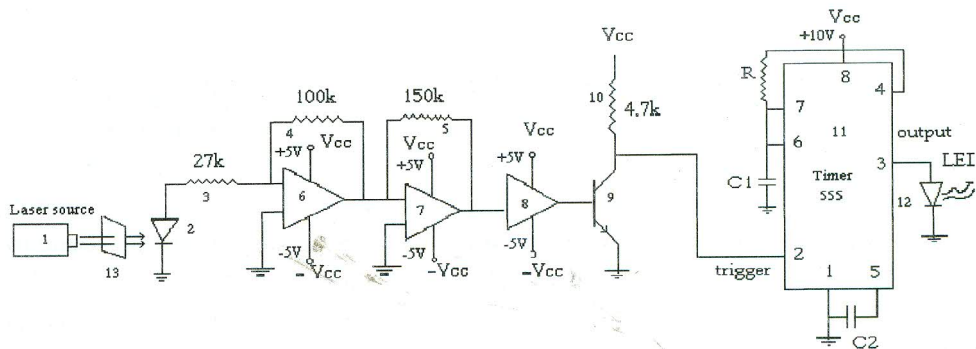 Laser source
1
13
2
27k
3
100k
4
+5V
Vcc
6
-5V
-Vcc
150k
5
Vcc
+5V
7
-5V
-Vcc
Vcc
+5V
8
-5V
-Vcc
Vcc
10
4.7k
9
trigger
Vcc
+10V
R
8
4
7
11
6
output
Timer
555
3
LED
C1
12
2
1
5
C2